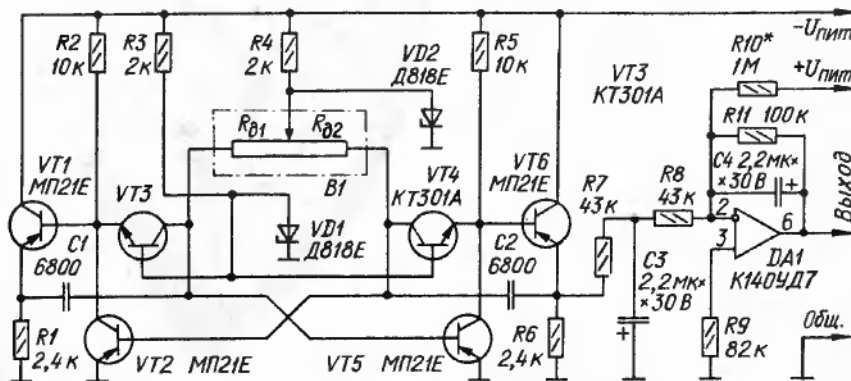 R2
10к
R3
2к
R4
2к
VD2
Д818Е
R5
10к
VT3
КТ301А
R10*
1М
-Uпит
+Uпит
R11 100к
C4 2,2мк×
×30В
Rд1
Rд2
B1
VT1
МП21Е
VT3
VD1
Д818Е
VT4
КТ301А
VT6
МП21Е
R7
43к
R8
43к
2
3
6
Выход
DA1
К140УД7
C1
6800
C2
6800
C3
2,2мк×
×30В
+
+
R1
2,4к
VT2 МП21Е
VT5 МП21Е
R6
2,4к
R9
82к
Общ.